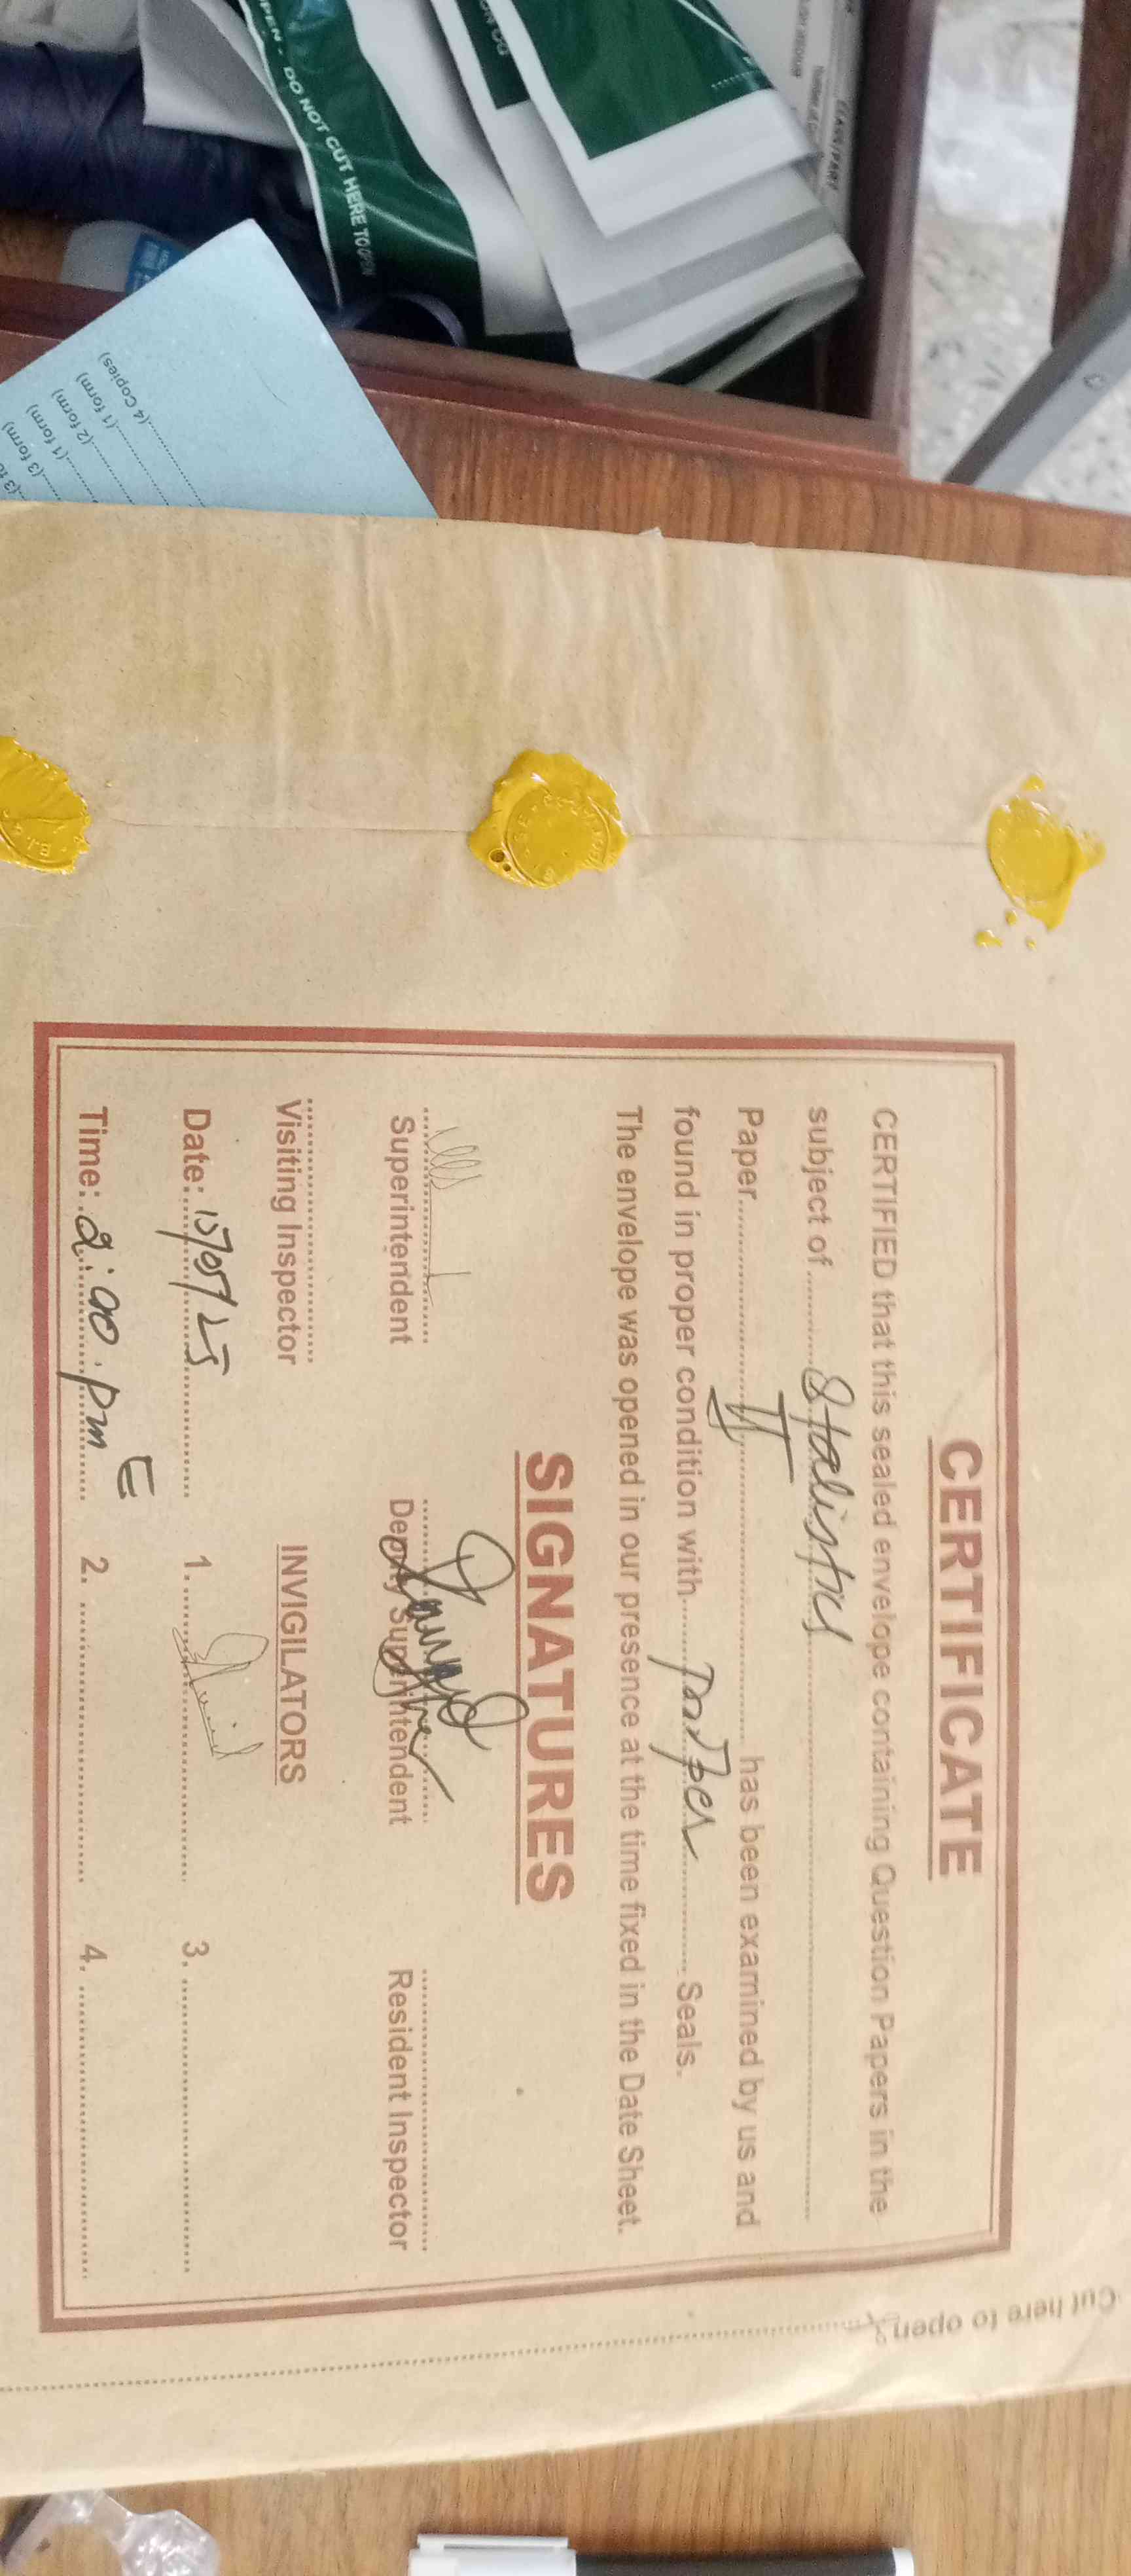 CERTIFICATE
CERTIFIED that this sealed envelope containing Question Papers in the
subject of Statistics
Paper II has been examined by us and
found in proper condition with Pasper Seals.
The envelope was opened in our presence at the time fixed in the Date Sheet.
SIGNATURES
Superintendent Deputy Superintendent Resident Inspector
Visiting Inspector
INVIGILATORS
Date: 15/05/25 1. 3.
Time: 2:00 pm E 2. 4.
Cut here to open
DO NOT CUT HERE TO OPEN
CLASS/PART
(4 Copies)
(1 form)
(2 form)
(1 form)
(3 form)